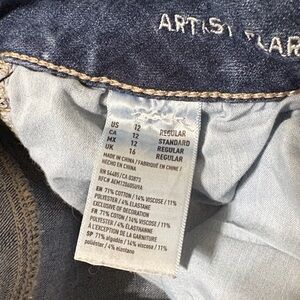 ARTIST FLAR
US 12 REGULAR
CA 12 STANDARD
MX 12 REGULAR
UK 16 REGULAR
MADE IN CHINA / FABRIQUÉ EN CHINE /
HECHO EN CHINA
RN 54485/CA 03873
EN 71% COTTON / 14% VISCOSE / 11%
POLYESTER / 4% ELASTANE
EXCLUSIVE OF DECORATION
FR 71% COTON / 14% VISCOSE / 11%
POLYESTER / 4% ÉLASTHANNE
À L'EXCEPTION DE LA GARNITURE
SP 71% algodón / 14% viscosa / 11%
poliéster / 4% elastano